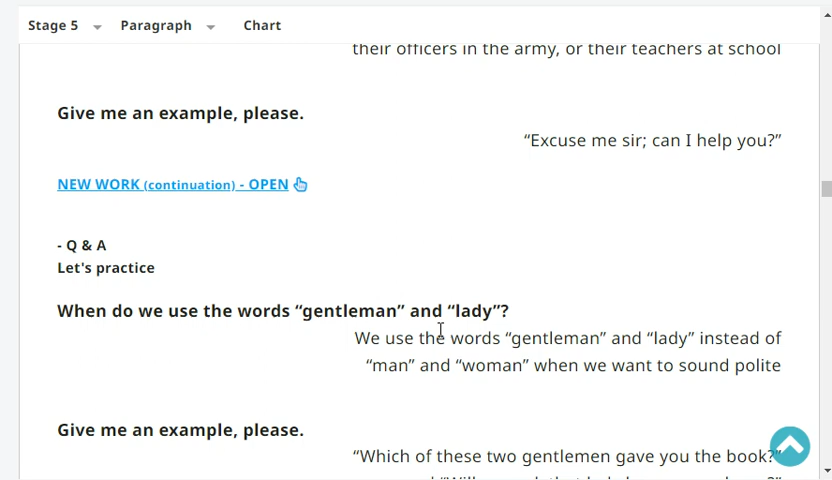 Stage 5 Paragraph Chart
their officers in the army, or their teachers at school
Give me an example, please.
“Excuse me sir; can I help you?”
NEW WORK (continuation) - OPEN
- Q & A
Let's practice
When do we use the words “gentleman” and “lady”?
We use the words “gentleman” and “lady” instead of
“man” and “woman” when we want to sound polite
Give me an example, please.
“Which of these two gentlemen gave you the book?”